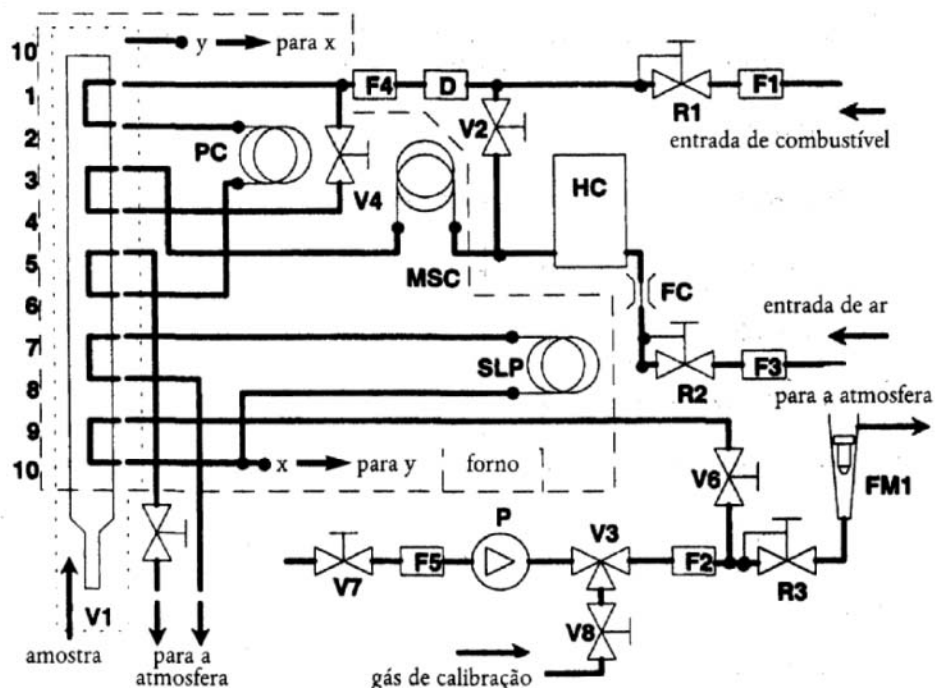 10
y
para x
1
F4
D
F1
R1
2
PC
V2
entrada de combustível
3
HC
V4
4
MSC
5
FC
6
entrada de ar
7
SLP
R2
F3
8
para a atmosfera
9
10
x
para y
forno
V6
FM1
P
V3
V7
F5
F2
R3
V1
V8
amostra
para a
atmosfera
gás de calibração